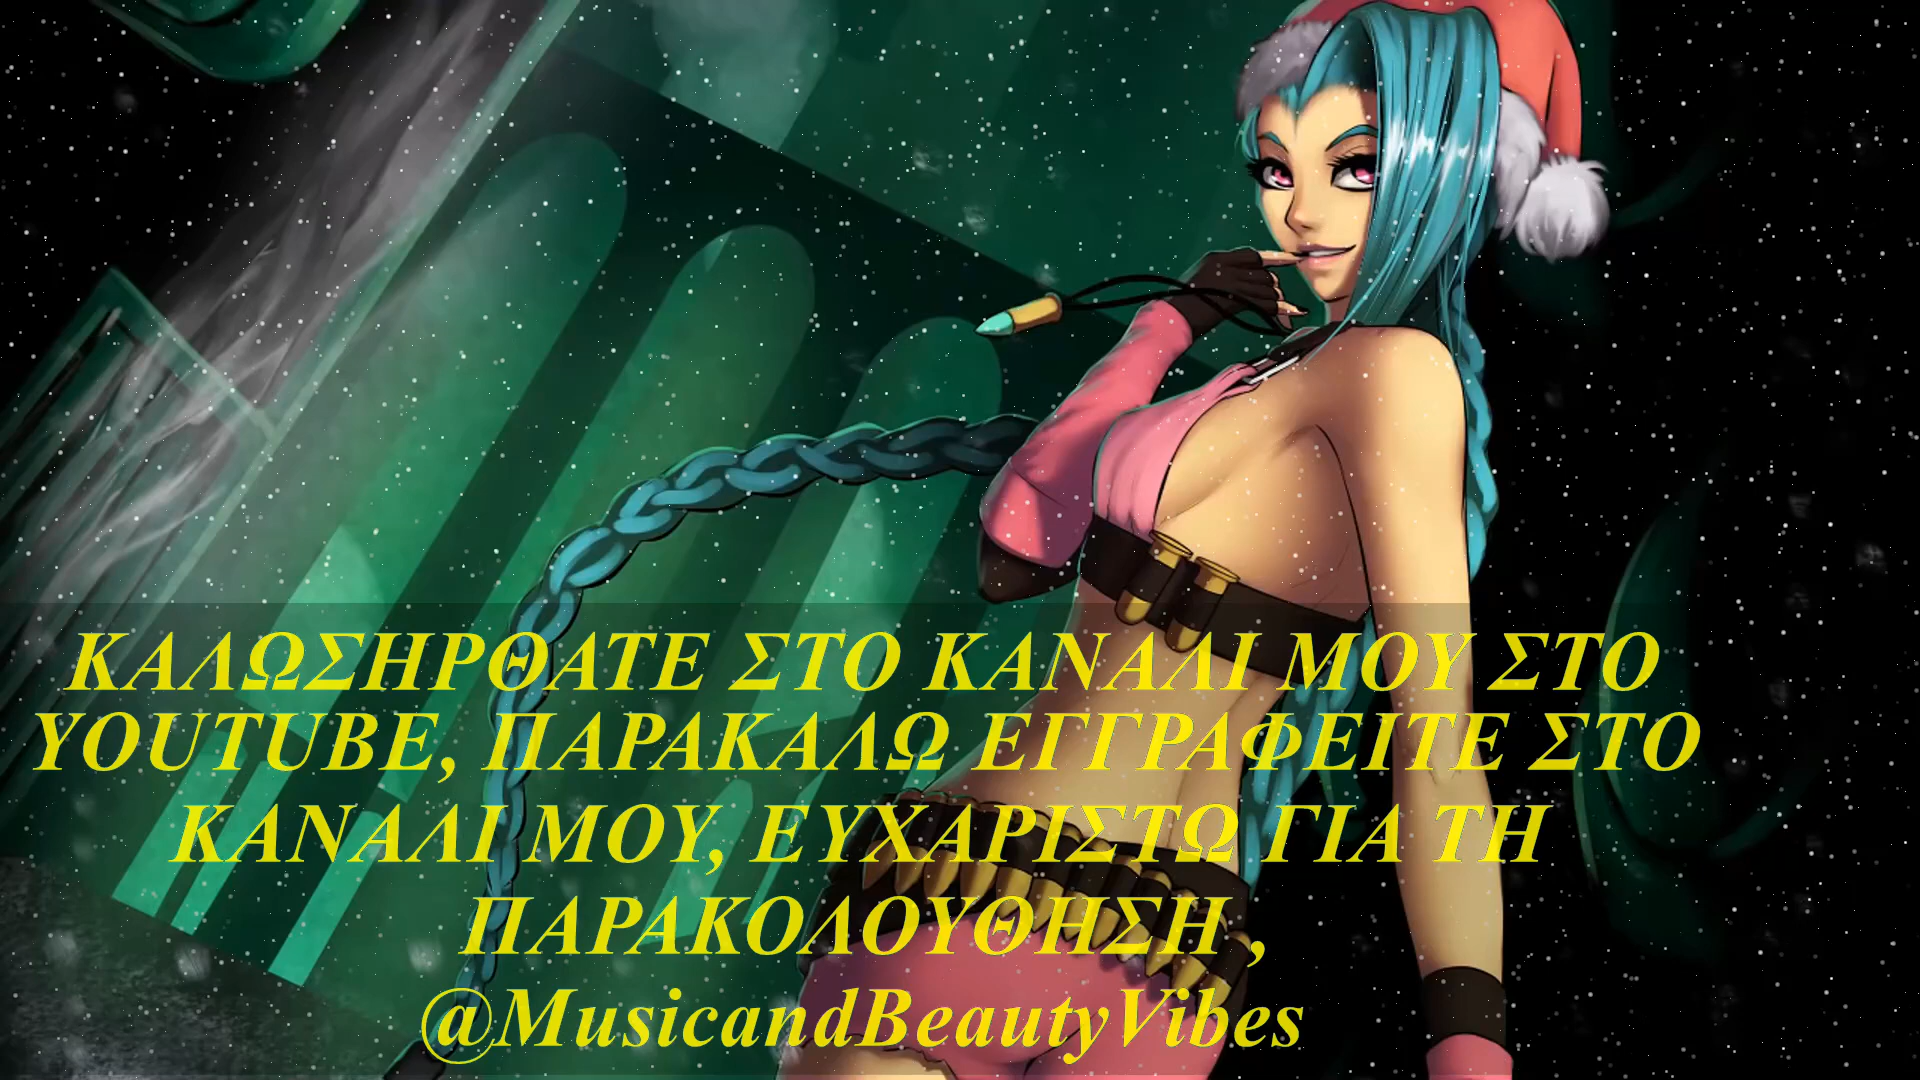 ΚΑΛΩΣΗΡΘΑΤΕ ΣΤΟ ΚΑΝΑΛΙ ΜΟΥ ΣΤΟ
YOUTUBE, ΠΑΡΑΚΑΛΩ ΕΓΓΡΑΦΕΙΤΕ ΣΤΟ
ΚΑΝΑΛΙ ΜΟΥ, ΕΥΧΑΡΙΣΤΩ ΓΙΑ ΤΗ
ΠΑΡΑΚΟΛΟΥΘΗΣΗ ,
@MusicandBeautyVibes